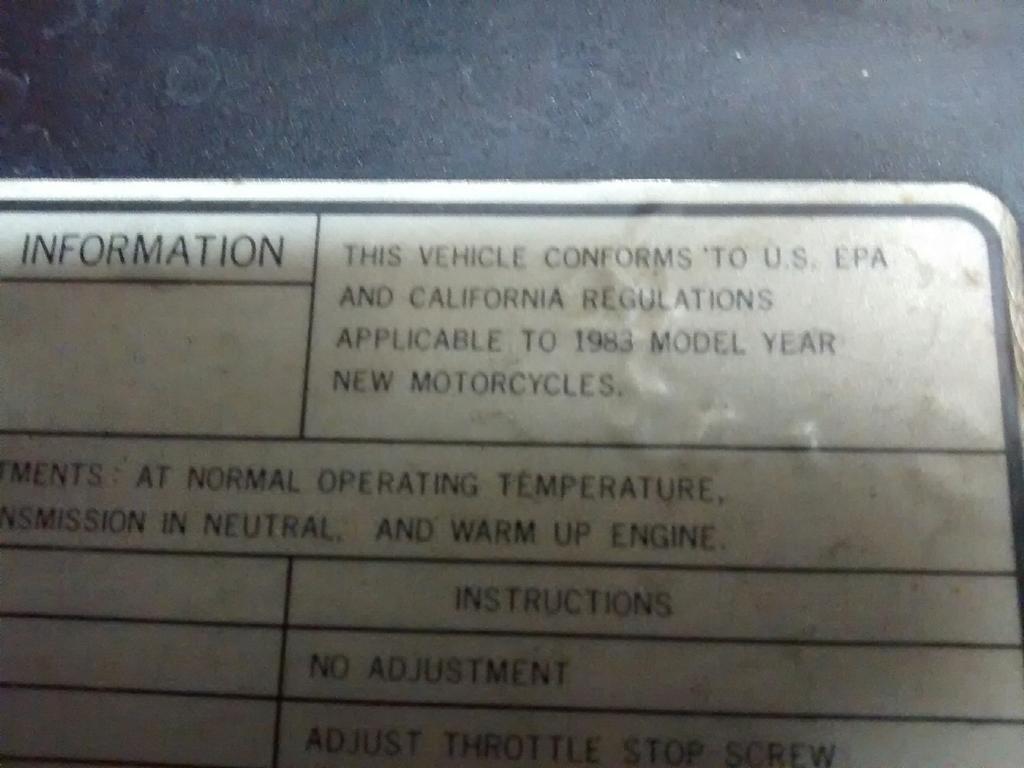 INFORMATION
THIS VEHICLE CONFORMS TO U.S. EPA
AND CALIFORNIA REGULATIONS
APPLICABLE TO 1983 MODEL YEAR
NEW MOTORCYCLES.
TMENTS: AT NORMAL OPERATING TEMPERATURE,
NSMISSION IN NEUTRAL, AND WARM UP ENGINE.
INSTRUCTIONS
NO ADJUSTMENT
ADJUST THROTTLE STOP SCREW